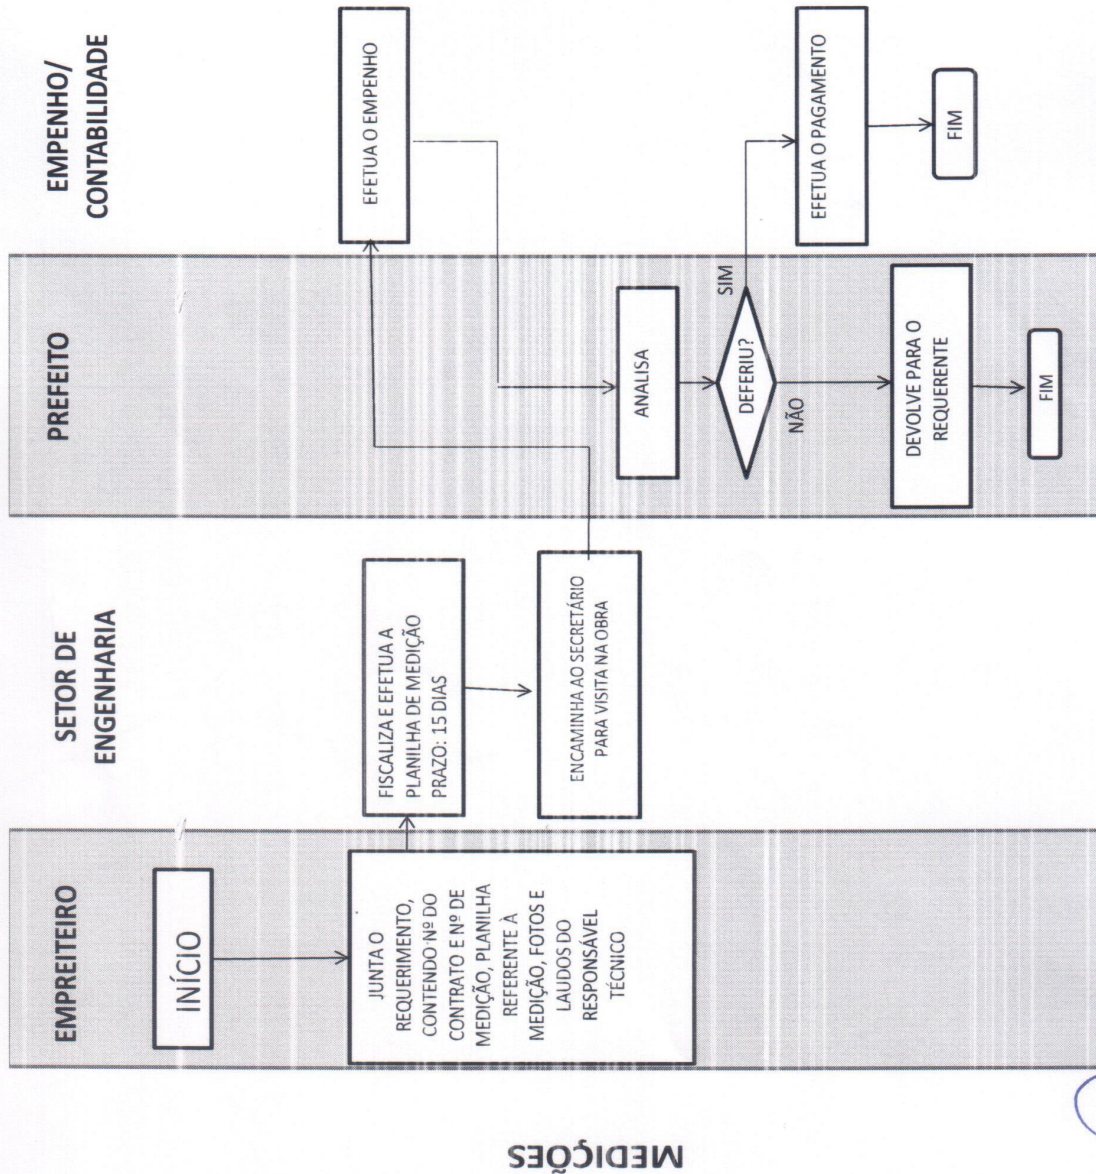 MEDIÇÕES
EMPREITEIRO
INÍCIO
JUNTA O
REQUERIMENTO,
CONTENDO Nº DO
CONTRATO E Nº DE
MEDIÇÃO, PLANILHA
REFERENTE À
MEDIÇÃO, FOTOS E
LAUDOS DO
RESPONSÁVEL
TÉCNICO
SETOR DE
ENGENHARIA
FISCALIZA E EFETUA A
PLANILHA DE MEDIÇÃO
PRAZO: 15 DIAS
ENCAMINHA AO SECRETÁRIO
PARA VISITA NA OBRA
PREFEITO
ANALISA
DEFERIU?
SIM
NÃO
DEVOLVE PARA O
REQUERENTE
FIM
EMPENHO/
CONTABILIDADE
EFETUA O EMPENHO
EFETUA O PAGAMENTO
FIM